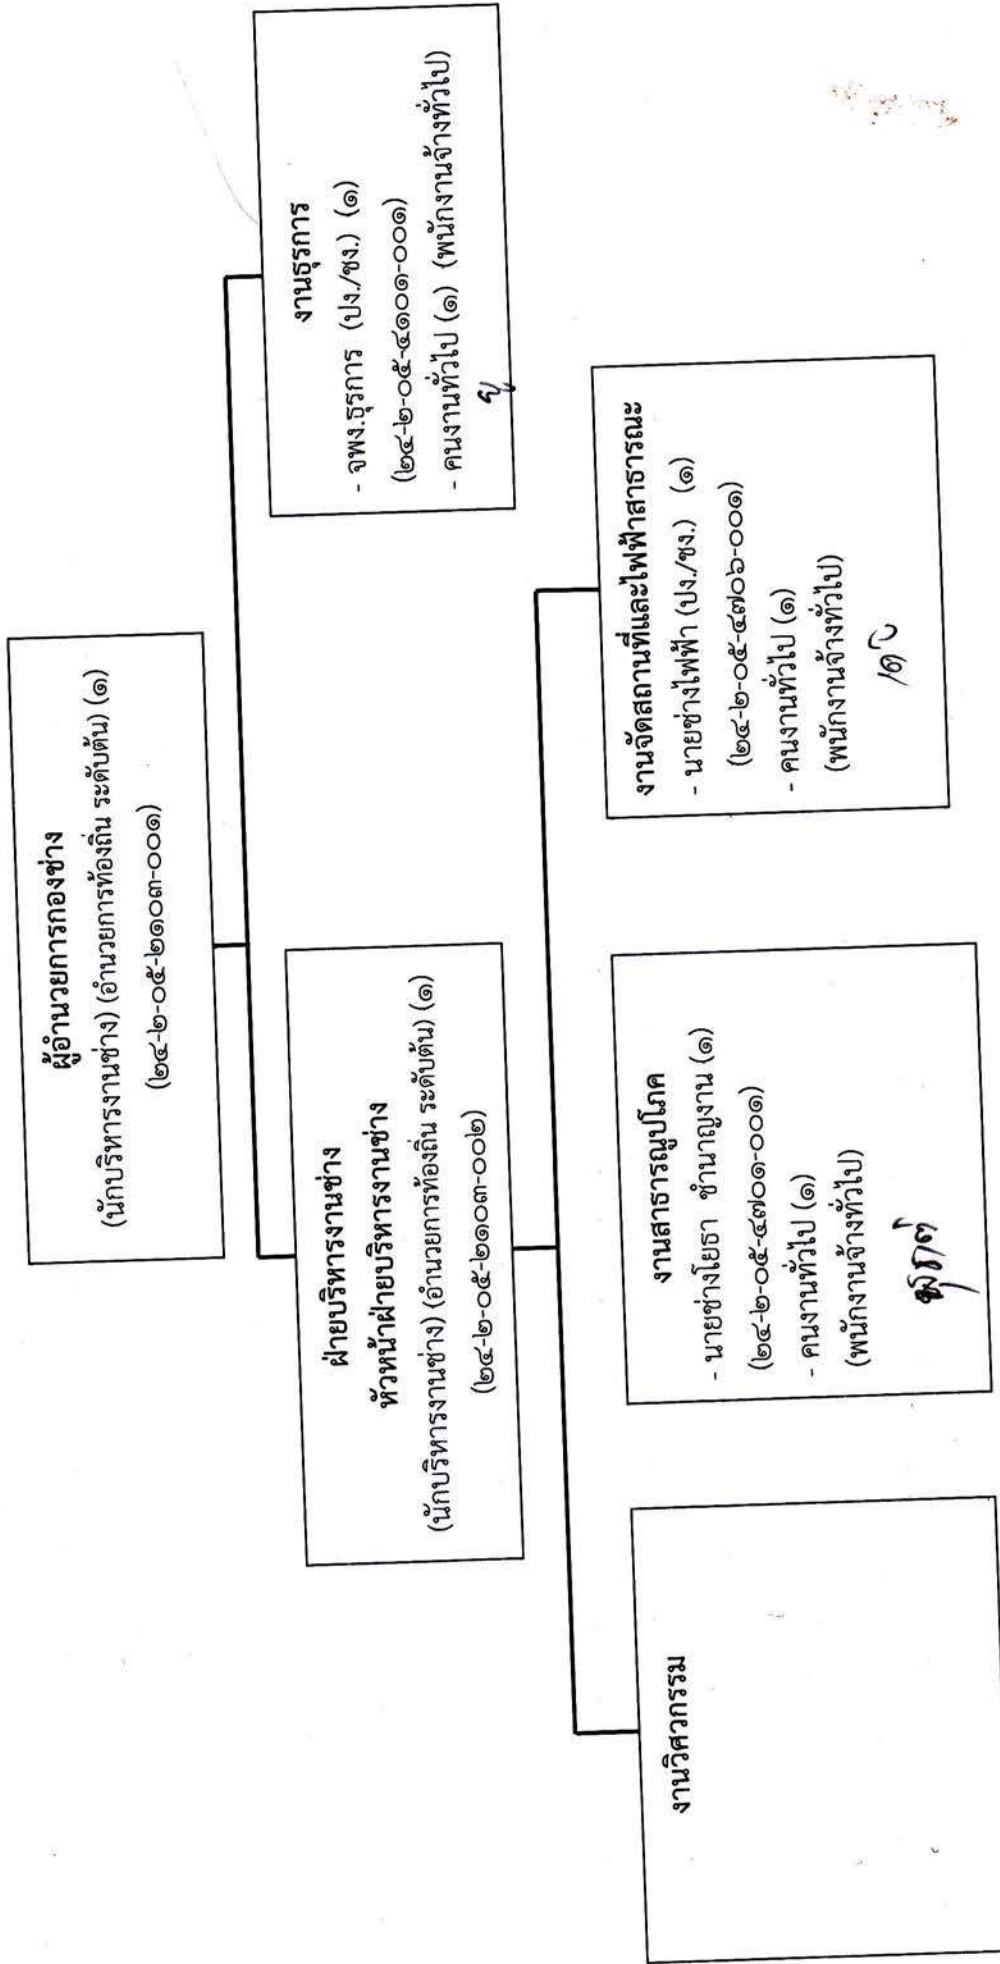 ผู้อำนวยการกองช่าง
(นักบริหารงานช่าง) (อำนวยการท้องถิ่น ระดับต้น) (๑)
(๒๔-๒-๐๕-๒๑๐๓-๐๐๑)
ฝ่ายบริหารงานช่าง
หัวหน้าฝ่ายบริหารงานช่าง
(นักบริหารงานช่าง) (อำนวยการท้องถิ่น ระดับต้น) (๑)
(๒๔-๒-๐๕-๒๑๐๓-๐๐๒)
งานธุรการ
- จพง.ธุรการ (ปง./ชง.) (๑)
(๒๔-๒-๐๕-๔๑๐๑-๐๐๑)
- คนงานทั่วไป (๑) (พนักงานจ้างทั่วไป)
งานวิศวกรรม
งานสาธารณูปโภค
- นายช่างโยธา ชำนาญงาน (๑)
(๒๔-๒-๐๕-๔๗๐๑-๐๐๑)
- คนงานทั่วไป (๑)
(พนักงานจ้างทั่วไป)
งานจัดสถานที่และไฟฟ้าสาธารณะ
- นายช่างไฟฟ้า (ปง./ชง.) (๑)
(๒๔-๒-๐๕-๔๗๐๖-๐๐๑)
- คนงานทั่วไป (๑)
(พนักงานจ้างทั่วไป)